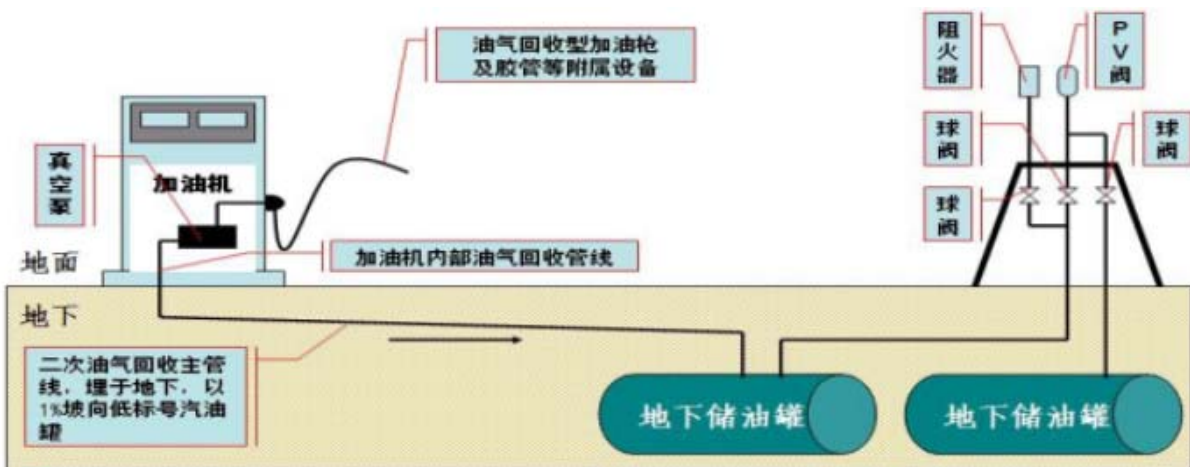 油气回收型加油枪
及胶管等附属设备
阻火器
PV阀
真空泵
加油机
球阀
球阀
球阀
加油机内部油气回收管线
地面
地下
二次油气回收主管
线，埋于地下，以
1%坡向低标号汽油
罐
地下储油罐
地下储油罐